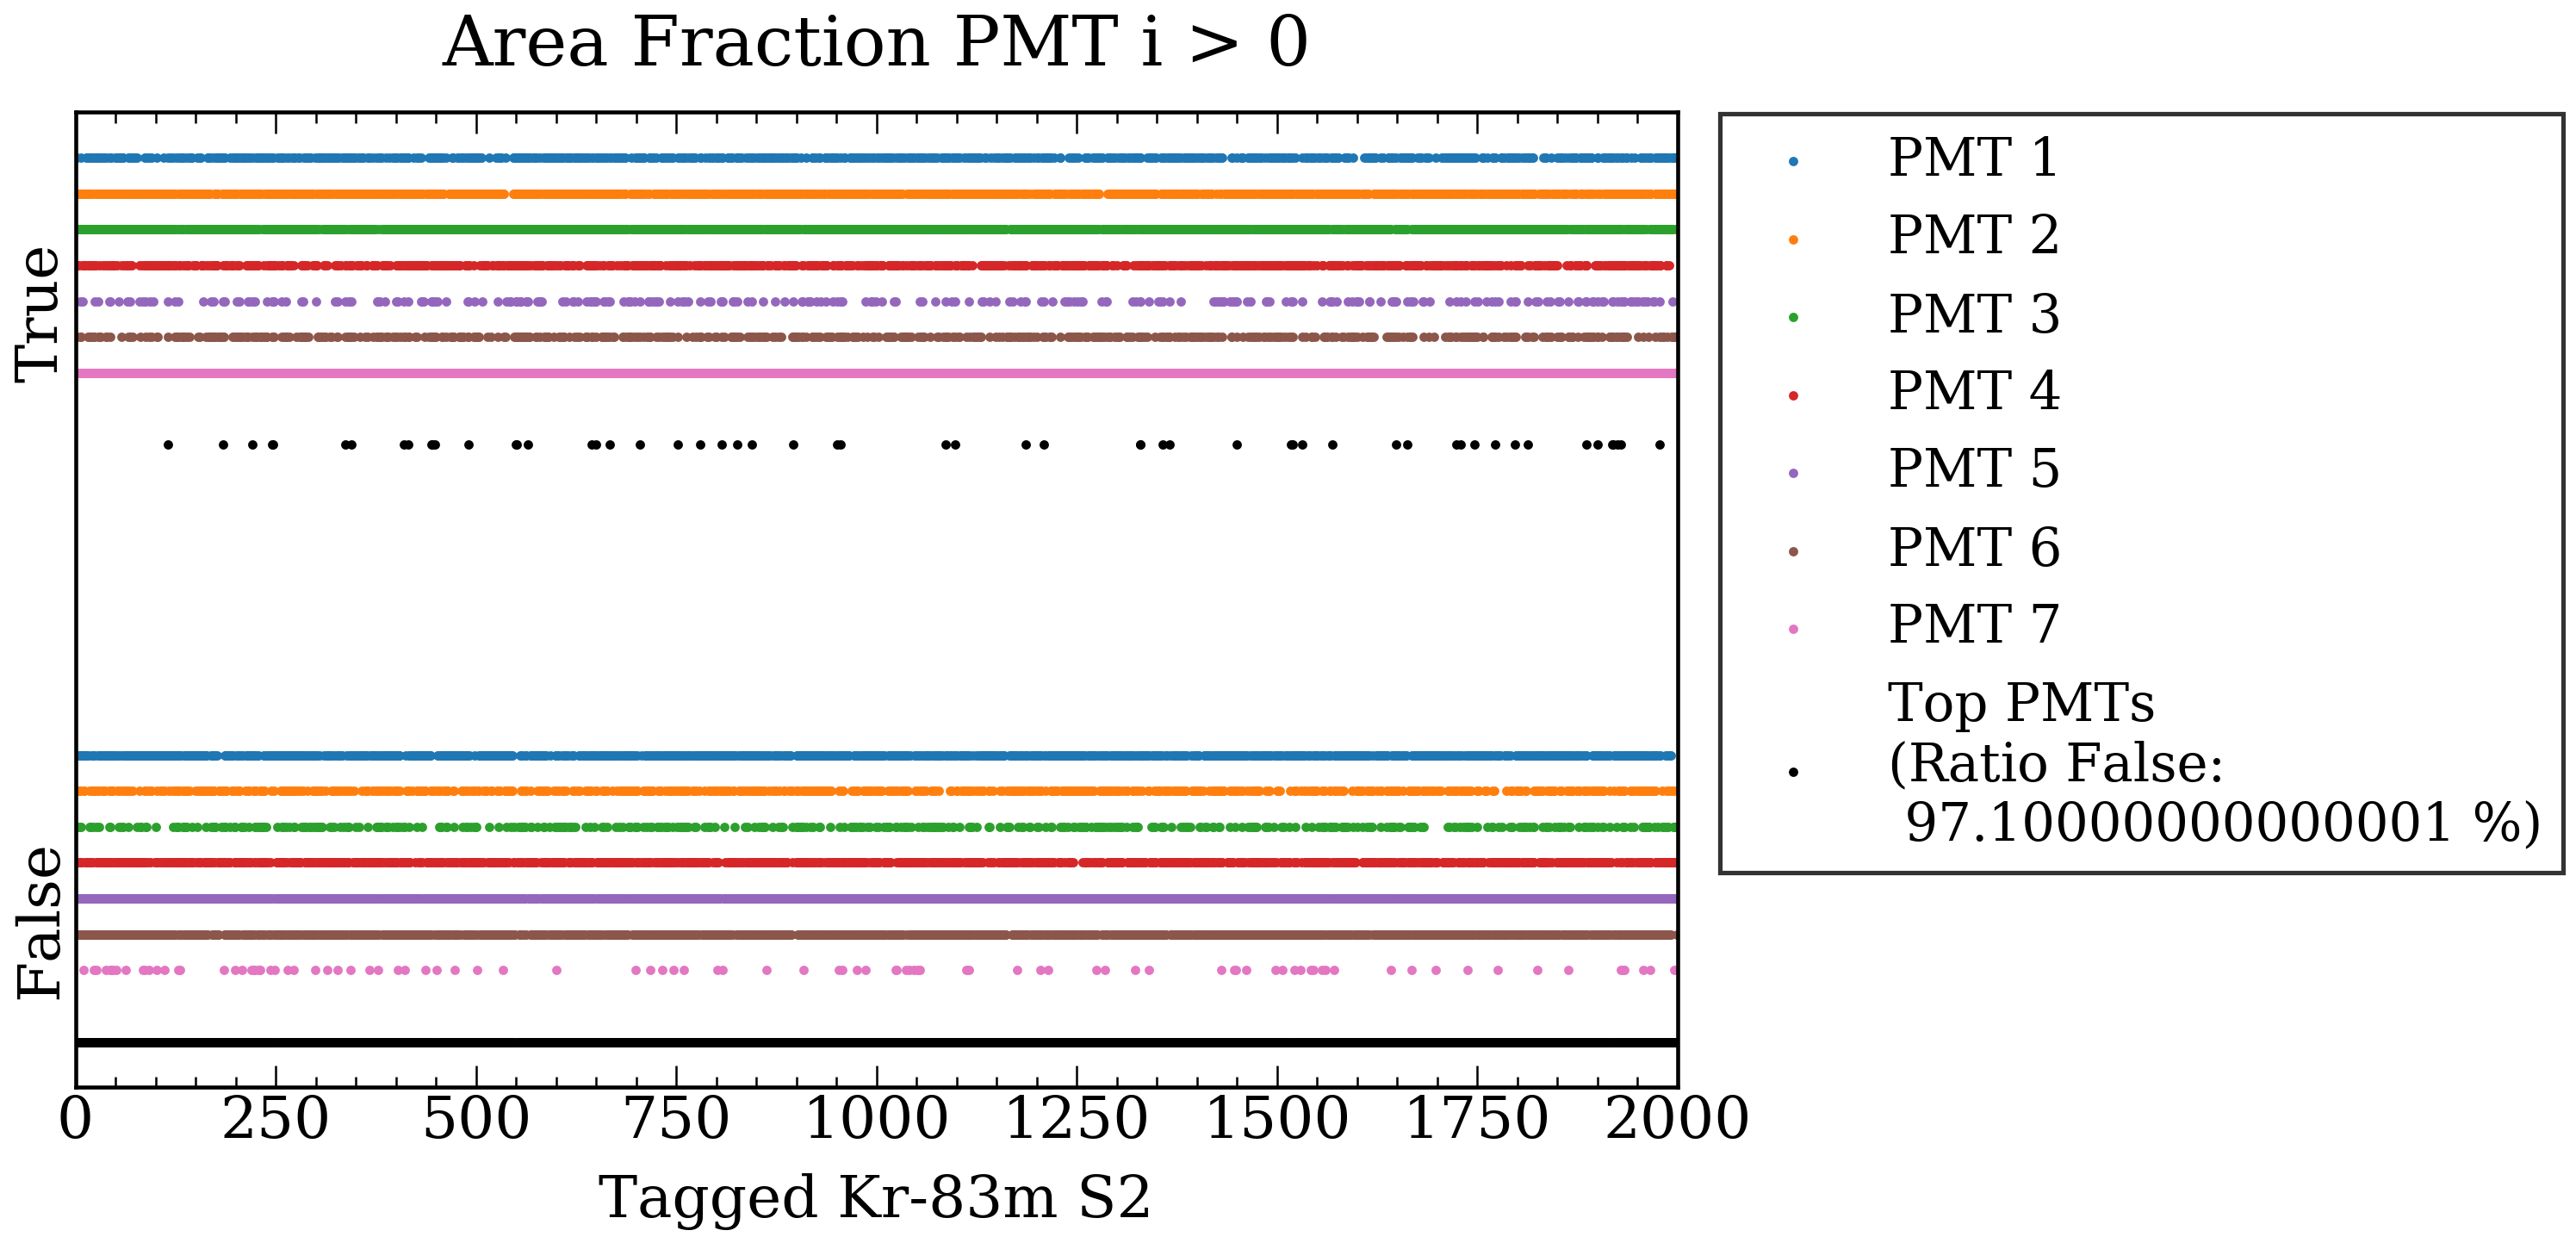 Area Fraction PMT i > 0
True
False
0 250 500 750 1000 1250 1500 1750 2000
Tagged Kr-83m S2
PMT 1
PMT 2
PMT 3
PMT 4
PMT 5
PMT 6
PMT 7
Top PMTs
(Ratio False:
97.10000000000001 %)